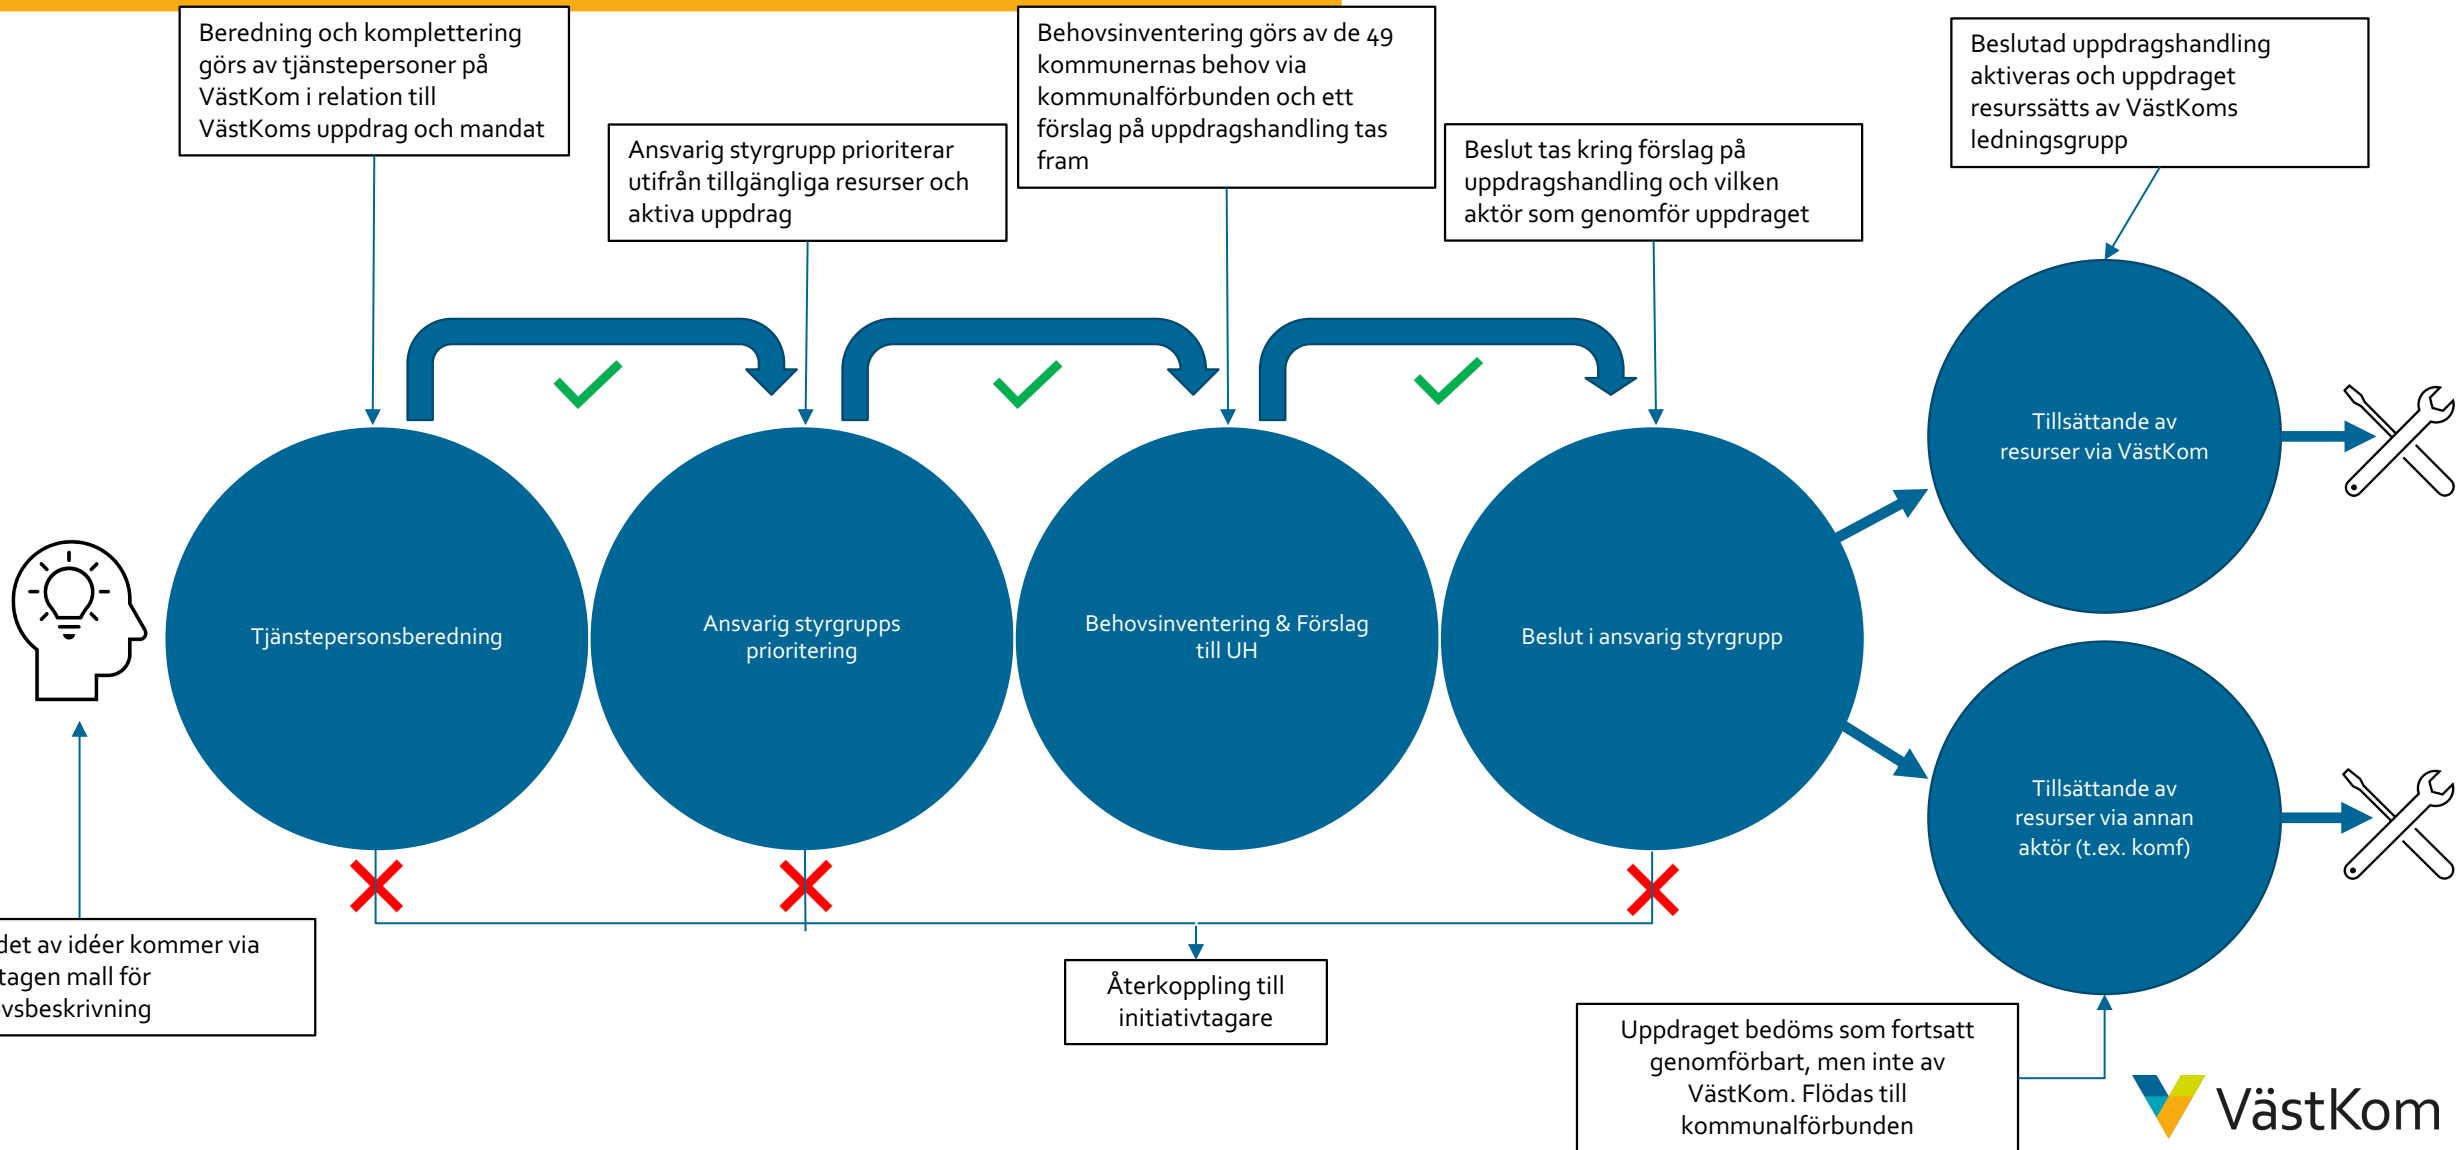 Beredning och komplettering
görs av tjänstepersoner på
VästKom i relation till
VästKoms uppdrag och mandat
Ansvarig styrgrupp prioriterar
utifrån tillgängliga resurser och
aktiva uppdrag
Behovsinventering görs av de 49
kommunernas behov via
kommunalförbunden och ett
förslag på uppdragshandling tas
fram
Beslut tas kring förslag på
uppdragshandling och vilken
aktör som genomför uppdraget
Beslutad uppdragshandling
aktiveras och uppdraget
resurssätts av VästKoms
ledningsgrupp
Tjänstepersonsberedning
Ansvarig styrgrupps
prioritering
Behovsinventering & Förslag
till UH
Beslut i ansvarig styrgrupp
Tillsättande av
resurser via VästKom
Tillsättande av
resurser via annan
aktör (t.ex. komf)
av idéer kommer via
mall för
Återkoppling till
initiativtagare
Uppdraget bedöms som fortsatt
genomförbart, men inte av
VästKom. Flödas till
kommunalförbunden
VästKom